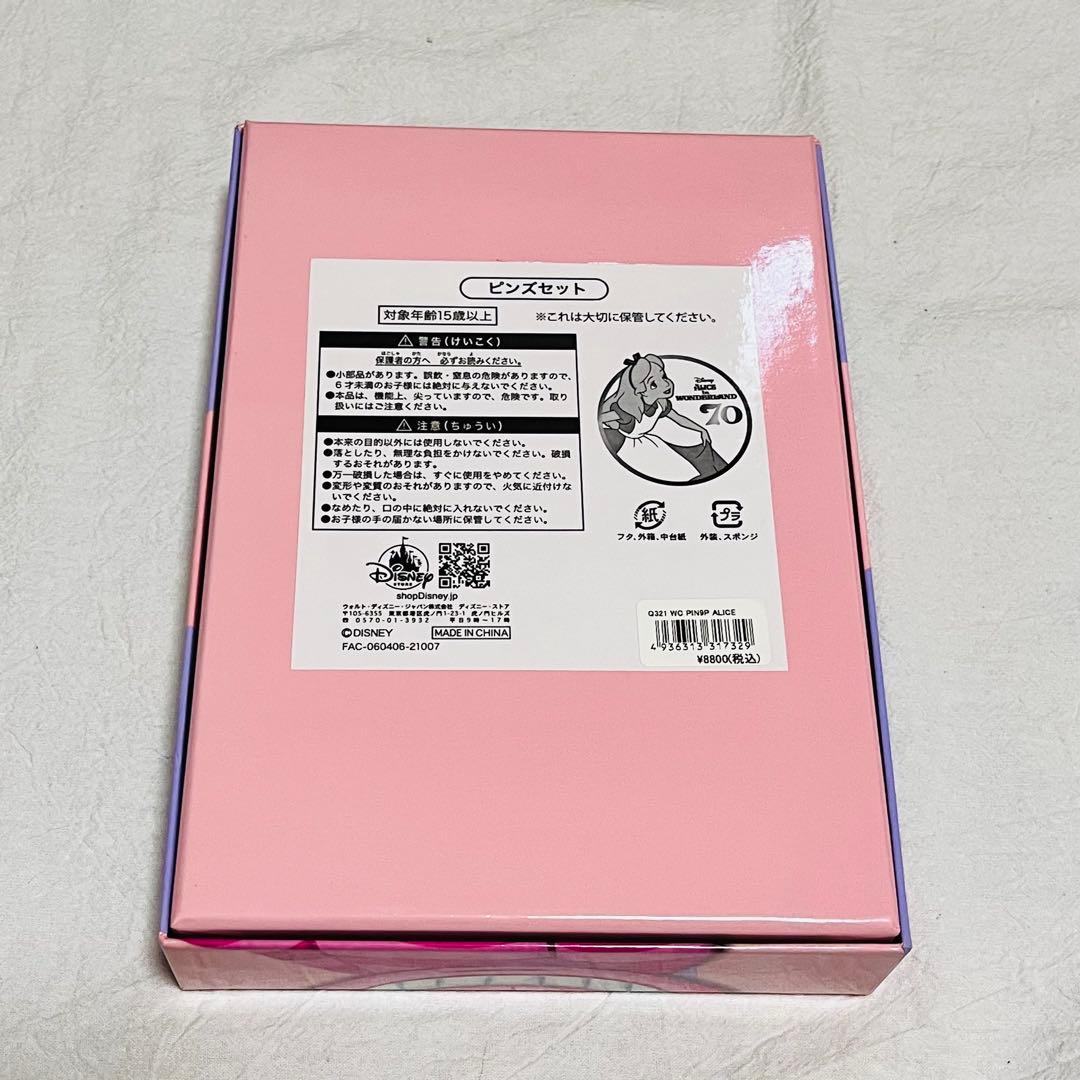 ピンズセット
対象年齢15歳以上
※これは大切に保管してください。
⚠ 警告(けいこく)
保護者の方へ 必ずお読みください。
●小部品があります。誤飲・窒息の危険がありますので、
6才未満のお子様には絶対に与えないでください。
●本品は、機能上、尖っていますので、危険です。取り
扱いにはご注意ください。
⚠ 注意(ちゅうい)
●本来の目的以外には使用しないでください。
●落としたり、無理な負担をかけないでください。破損
するおそれがあります。
●万一破損した場合は、すぐに使用をやめてください。
●変形や変質のおそれがありますので、火気に近付けな
いでください。
●なめたり、口の中に絶対に入れないでください。
●お子様の手の届かない場所に保管してください。
Disney
ALICE
in
WONDERLAND
70
紙
プラ
フタ、外箱、中台紙
外装、スポンジ
Disney
STORE
shopDisney.jp
ウォルト・ディズニー・ジャパン株式会社 ディズニー・ストア
〒105-6355 東京都港区虎ノ門1-23-1 虎ノ門ヒルズ
☎ 0570-01-3932 平日9時～17時
©DISNEY
MADE IN CHINA
FAC-060406-21007
Q321 WC PIN9P ALICE
4 936313 317329
¥8800(税込)